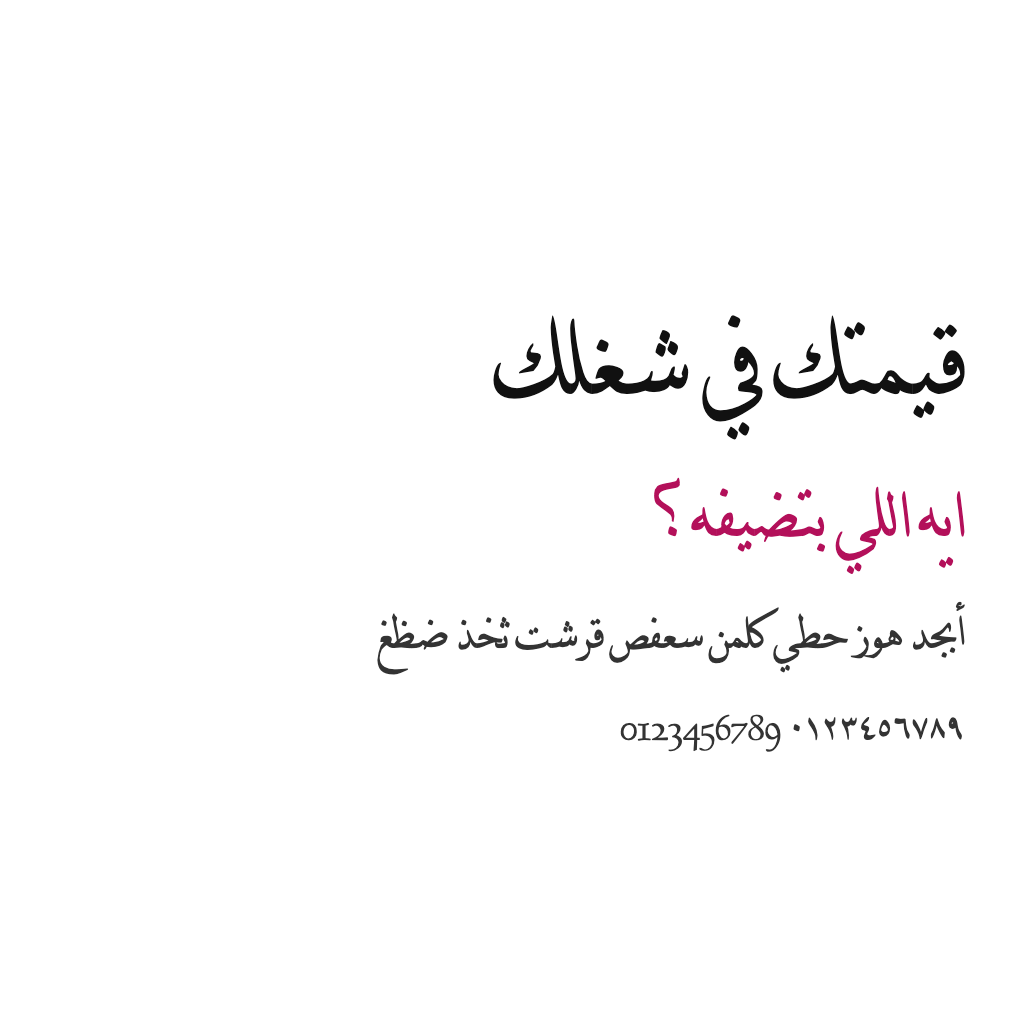 قيمتك في شغلك
ايه اللي بتضيفه ؟
أبجد هوز حطي كلمن سعفص قرشت ثخذ ضظغ
0123456789 ٠١٢٣٤٥٦٧٨٩